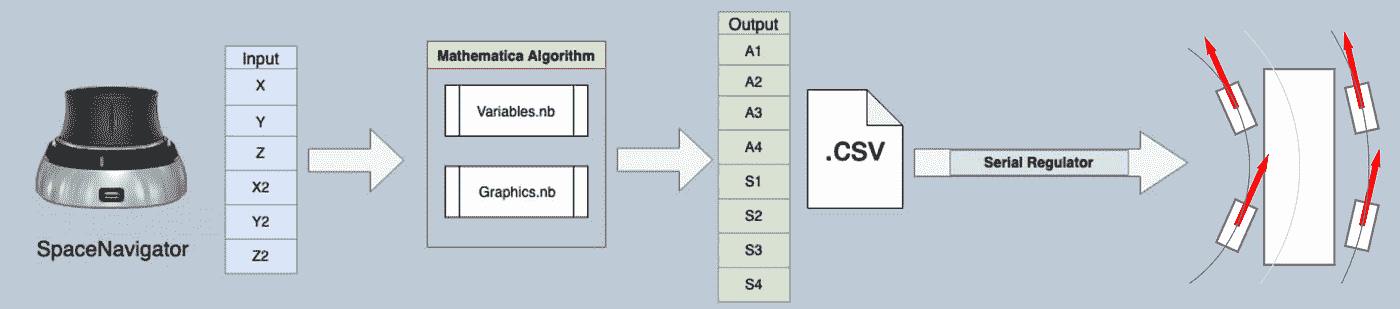 SpaceNavigator
Input
X
Y
Z
X2
Y2
Z2
Mathematica Algorithm
Variables.nb
Graphics.nb
Output
A1
A2
A3
A4
S1
S2
S3
S4
.CSV
Serial Regulator